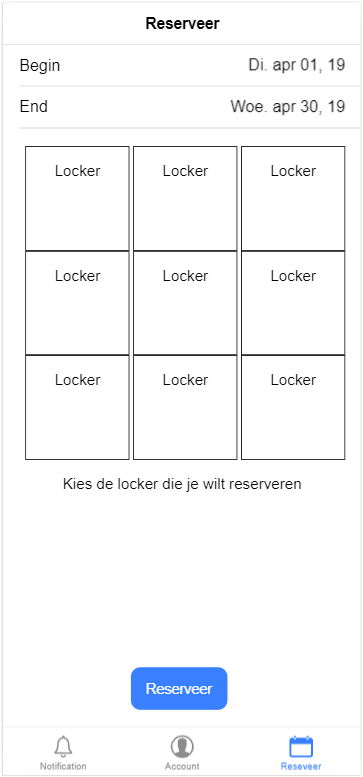 Reserveer
Begin Di. apr 01, 19
End Woe. apr 30, 19
Locker Locker Locker
Locker Locker Locker
Locker Locker Locker
Kies de locker die je wilt reserveren
Reserveer
Notification Account Reseveer